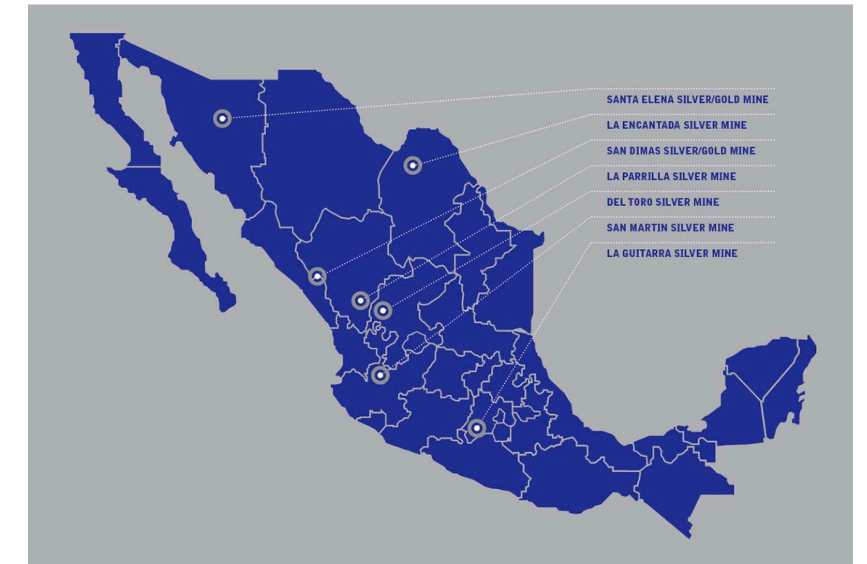 SANTA ELENA SILVER/GOLD MINE
LA ENCANTADA SILVER MINE
SAN DIMAS SILVER/GOLD MINE
LA PARRILLA SILVER MINE
DEL TORO SILVER MINE
SAN MARTIN SILVER MINE
LA GUITARRA SILVER MINE